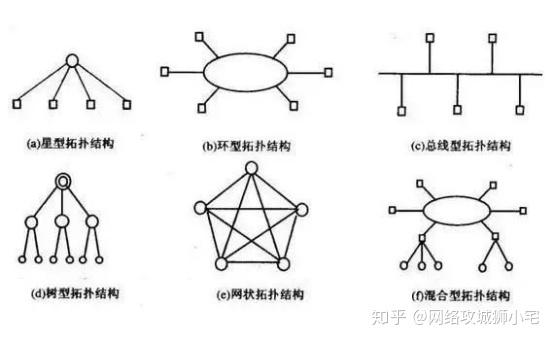 (a)星型拓扑结构
(b)环型拓扑结构
(c)总线型拓扑结构
(d)树型拓扑结构
(e)网状拓扑结构
(f)混合型拓扑结构
知乎 @网络攻城狮小宅